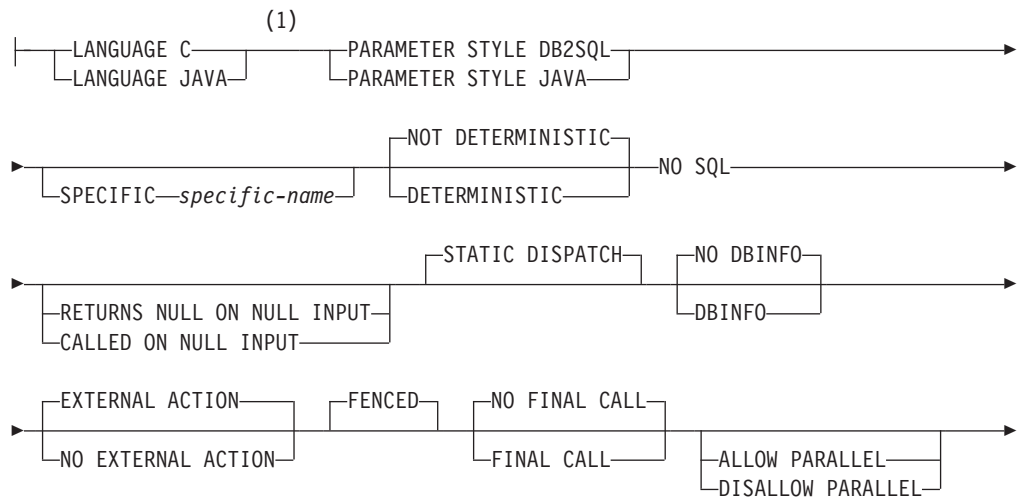 (1)
LANGUAGE C PARAMETER STYLE DB2SQL
LANGUAGE JAVA PARAMETER STYLE JAVA
NOT DETERMINISTIC
NO SQL
SPECIFIC specific-name DETERMINISTIC
STATIC DISPATCH NO DBINFO
RETURNS NULL ON NULL INPUT DBINFO
CALLED ON NULL INPUT
EXTERNAL ACTION FENCED NO FINAL CALL
NO EXTERNAL ACTION FINAL CALL ALLOW PARALLEL
DISALLOW PARALLEL